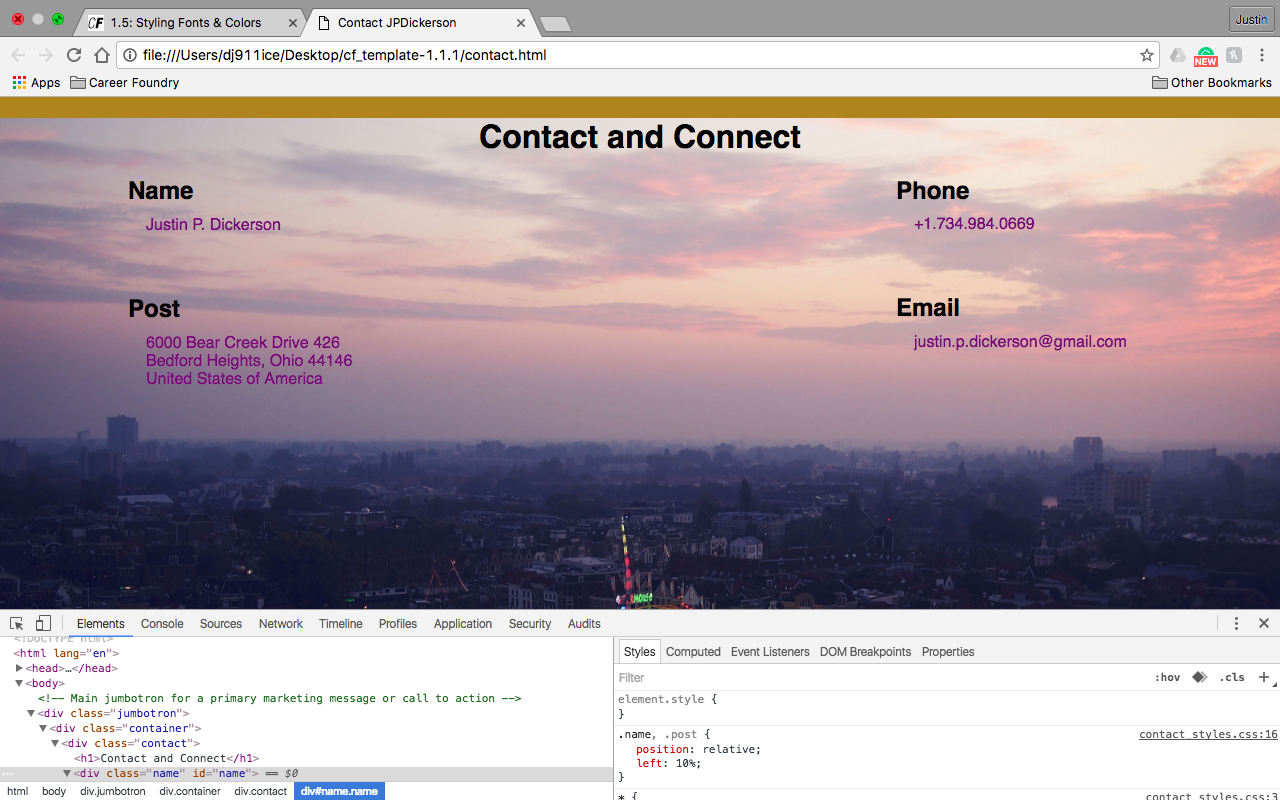 1.5: Styling Fonts & Colors
Contact JPDickerson
Justin
file:///Users/dj911ice/Desktop/cf_template-1.1.1/contact.html
NEW
Apps
Career Foundry
Other Bookmarks
Contact and Connect
Name
Justin P. Dickerson
Phone
+1.734.984.0669
Post
6000 Bear Creek Drive 426
Bedford Heights, Ohio 44146
United States of America
Email
justin.p.dickerson@gmail.com
HOUSE
Elements Console Sources Network Timeline Profiles Application Security Audits
<!DOCTYPE html>
<html lang="en">
<head>…</head>
<body>
<!-- Main jumbotron for a primary marketing message or call to action -->
<div class="jumbotron">
<div class="container">
<div class="contact">
<h1>Contact and Connect</h1>
<div class="name" id="name"> == $0
html body div.jumbotron div.container div.contact div#name.name
Styles Computed Event Listeners DOM Breakpoints Properties
Filter :hov .cls +
element.style {
}
.name, .post { contact styles.css:16
position: relative;
left: 10%;
}
* { contact styles.css:3